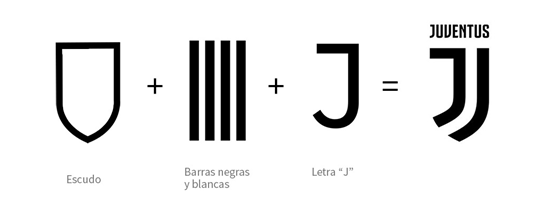 JUVENTUS
+ + =
Escudo
Barras negras
y blancas
Letra “J”